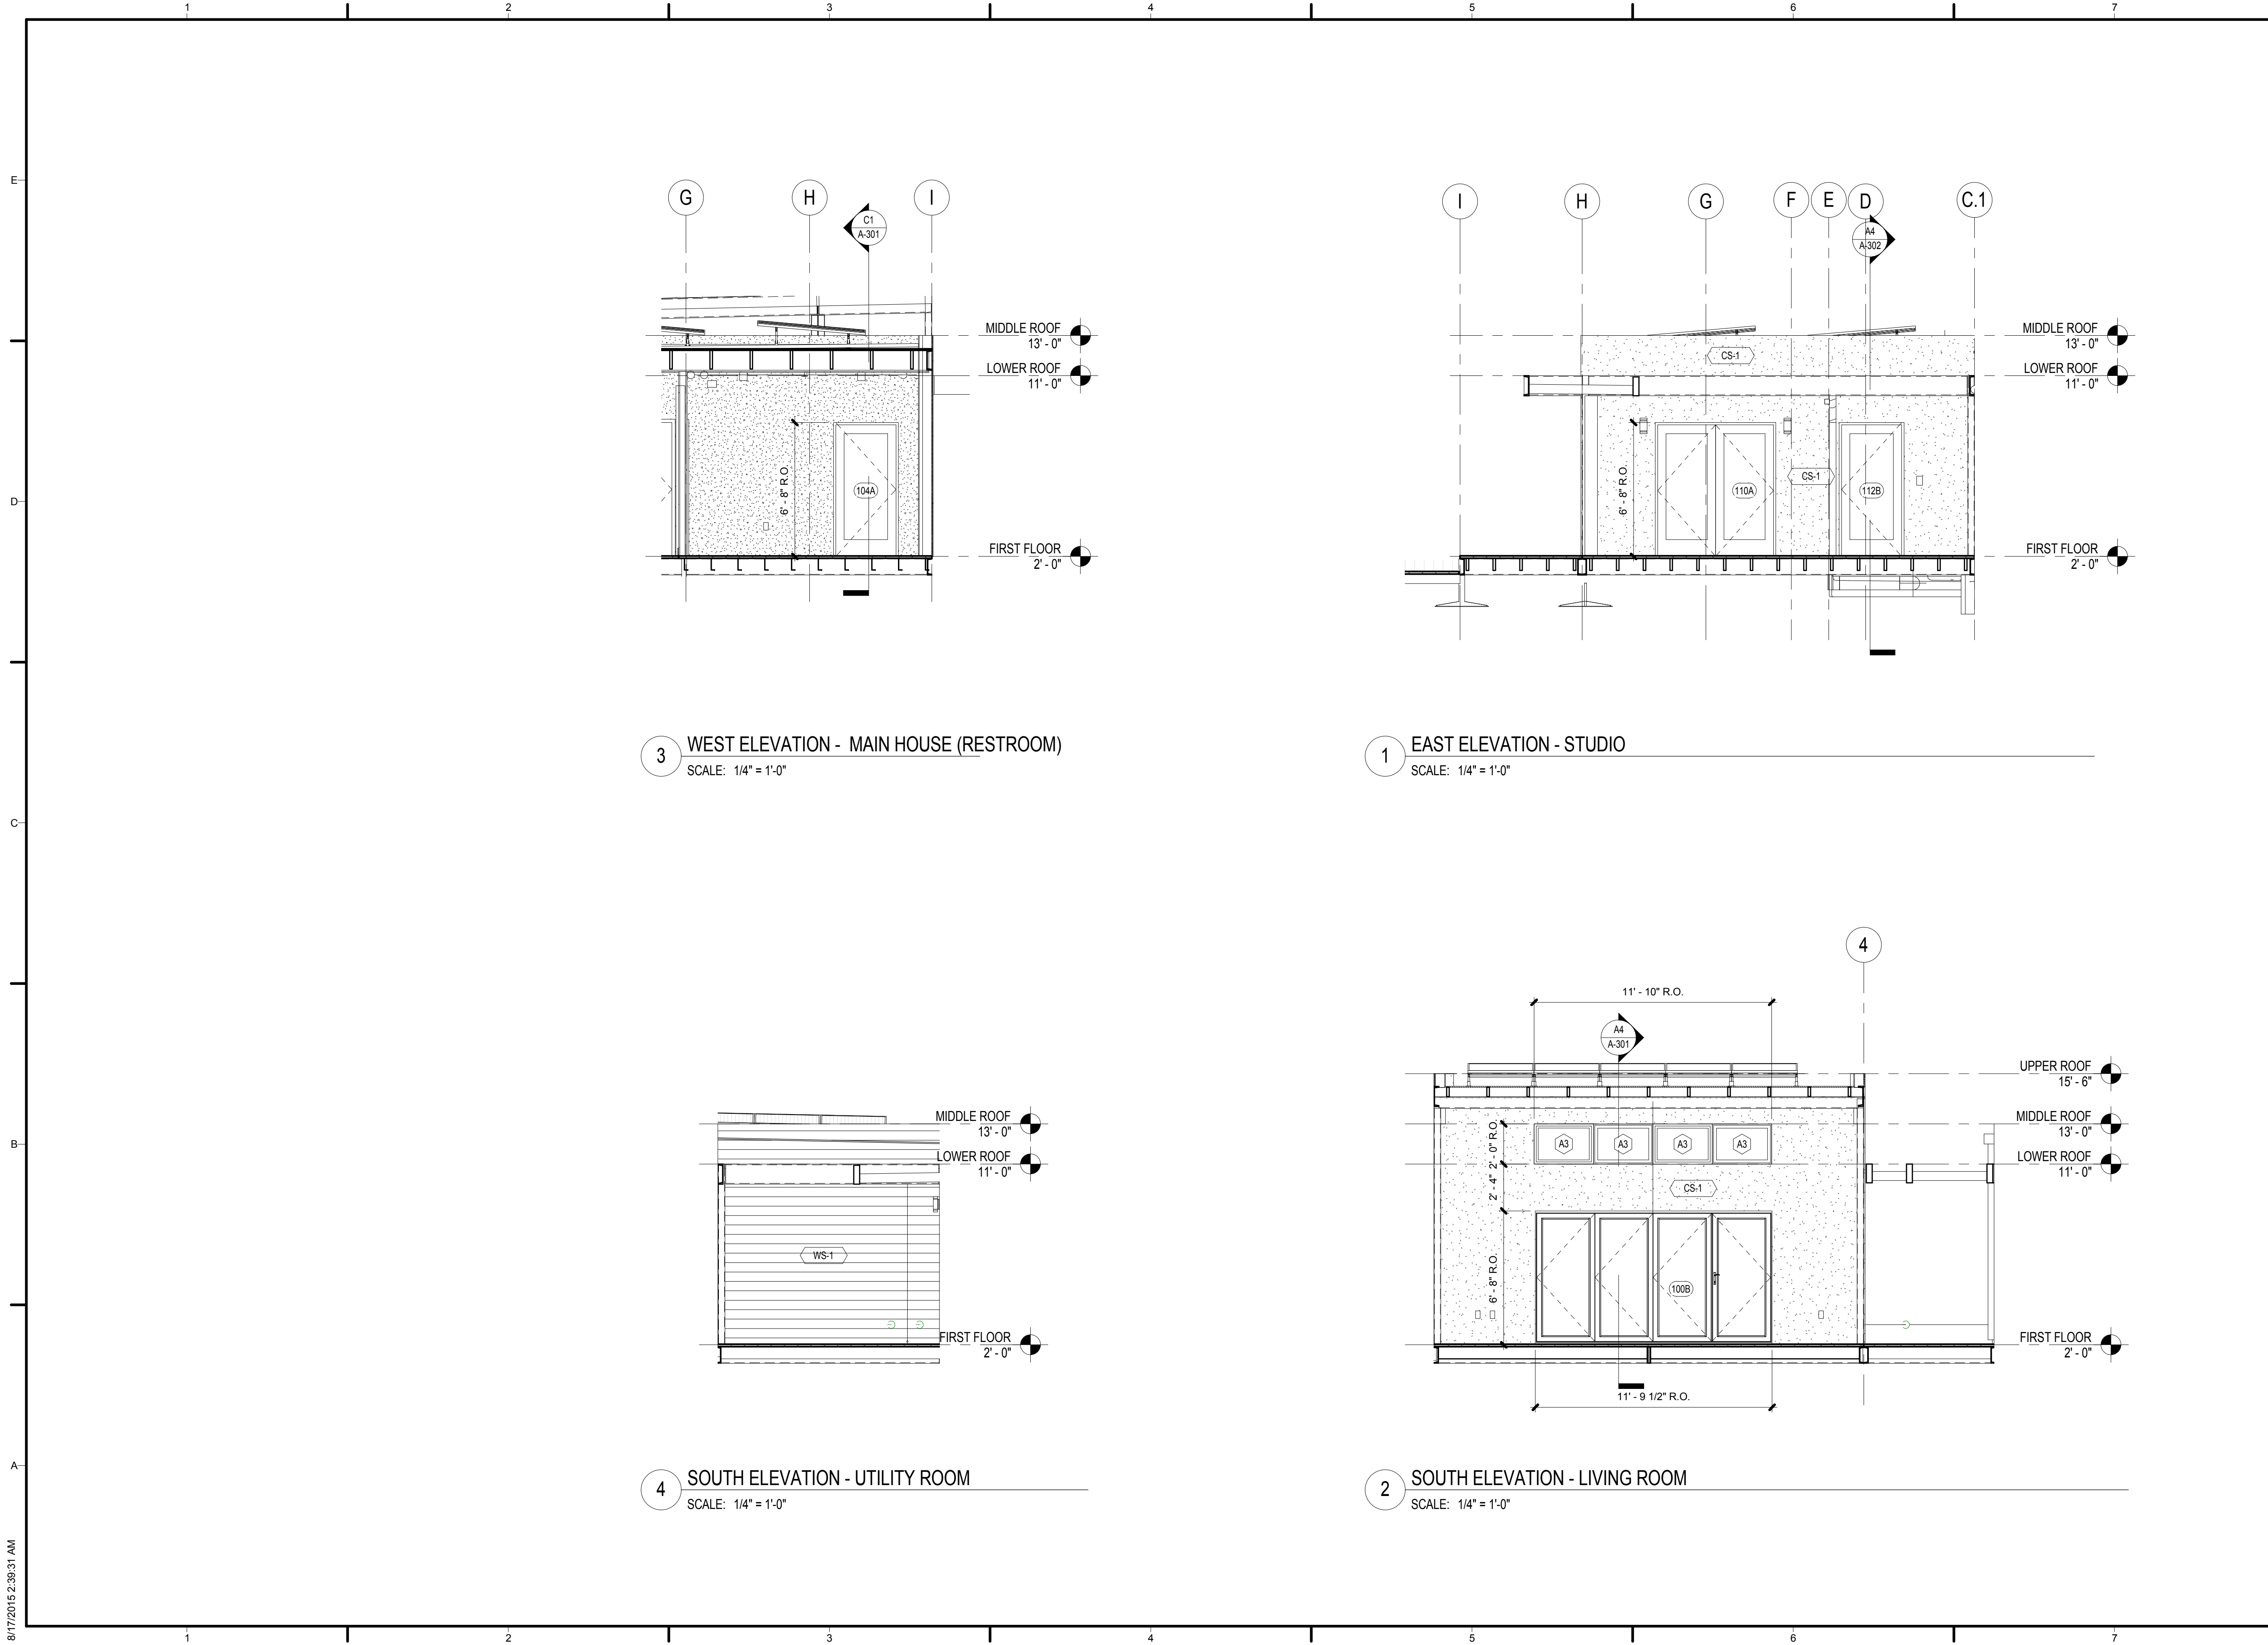 1 2 3 4 5 6 7
E
D
C
B
A
G H I
C1
A-301
MIDDLE ROOF
13' - 0"
LOWER ROOF
11' - 0"
6' - 8" R.O.
104A
FIRST FLOOR
2' - 0"
3
WEST ELEVATION - MAIN HOUSE (RESTROOM)
SCALE: 1/4" = 1'-0"
I H G F E D C.1
A4
A-302
CS-1
MIDDLE ROOF
13' - 0"
LOWER ROOF
11' - 0"
6' - 8" R.O.
110A
CS-1
112B
FIRST FLOOR
2' - 0"
1
EAST ELEVATION - STUDIO
SCALE: 1/4" = 1'-0"
MIDDLE ROOF
13' - 0"
LOWER ROOF
11' - 0"
WS-1
FIRST FLOOR
2' - 0"
4
SOUTH ELEVATION - UTILITY ROOM
SCALE: 1/4" = 1'-0"
4
11' - 10" R.O.
A4
A-301
UPPER ROOF
15' - 6"
MIDDLE ROOF
13' - 0"
LOWER ROOF
11' - 0"
2' - 0" R.O.
A3 A3 A3 A3
2' - 4"
CS-1
6' - 8" R.O.
100B
FIRST FLOOR
2' - 0"
11' - 9 1/2" R.O.
2
SOUTH ELEVATION - LIVING ROOM
SCALE: 1/4" = 1'-0"
8/17/2015 2:39:31 AM
1 2 3 4 5 6 7